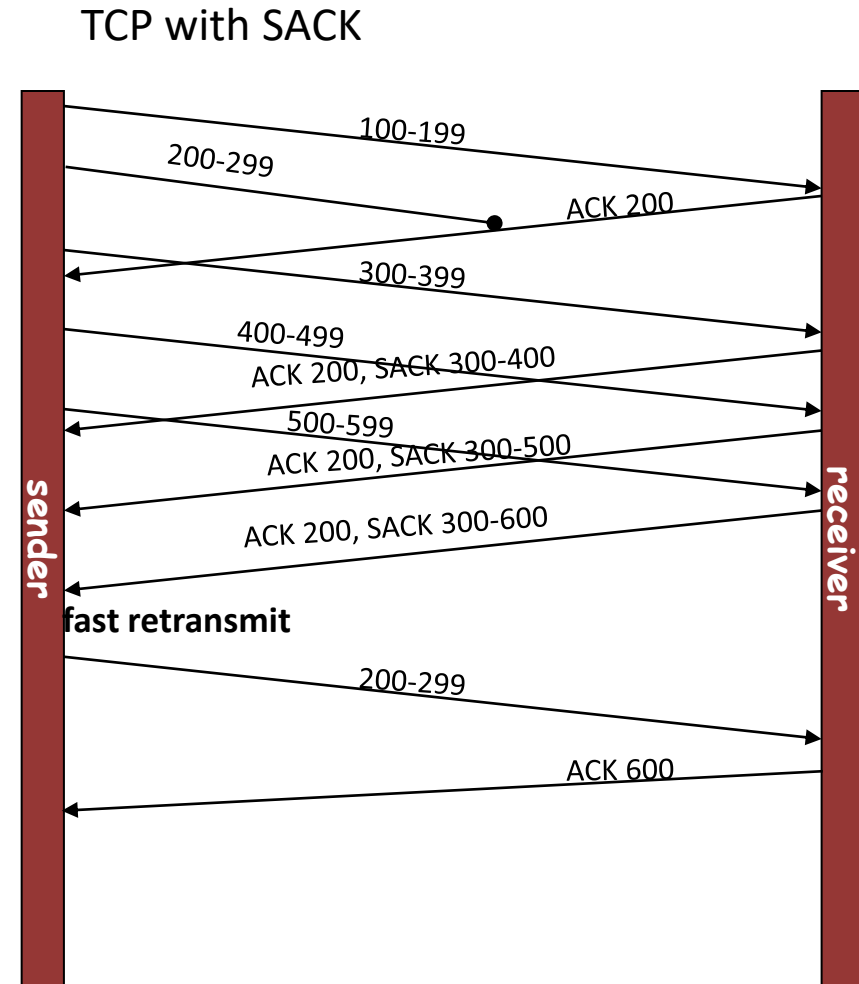 TCP with SACK
100-199
200-299
ACK 200
300-399
400-499
ACK 200, SACK 300-400
500-599
ACK 200, SACK 300-500
sender
receiver
ACK 200, SACK 300-600
fast retransmit
200-299
ACK 600